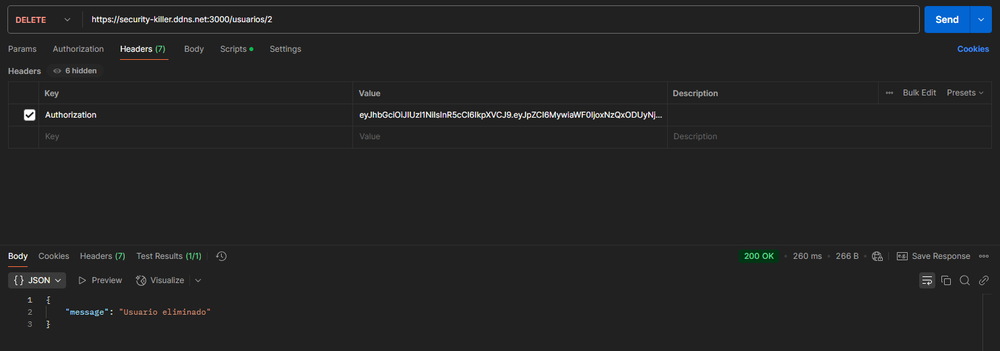 DELETE https://security-killer.ddns.net:3000/usuarios/2 Send
Params Authorization Headers (7) Body Scripts Settings Cookies
Headers 6 hidden
Key Value Description Bulk Edit Presets
Authorization eyJhbGciOiJIUzI1NiIsInR5cCI6IkpXVCJ9.eyJpZCI6MywiaWF0IjoxNzQxODUyNj...
Key Value Description
Body Cookies Headers (7) Test Results (1/1) 200 OK 260 ms 266 B e.g. Save Response
{} JSON Preview Visualize
1 {
2 "message": "Usuario eliminado"
3 }